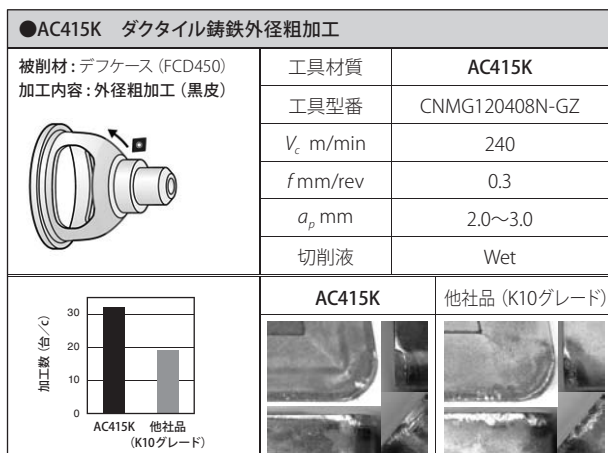 ●AC415K ダクタイル鋳鉄外径粗加工
被削材：デフケース（FCD450）
加工内容：外径粗加工（黒皮）
工具材質 AC415K
工具型番 CNMG120408N-GZ
Vc m/min 240
f mm/rev 0.3
ap mm 2.0～3.0
切削液 Wet
加工数（台／c）
30
20
10
0
AC415K 他社品
（K10グレード）
AC415K 他社品（K10グレード）